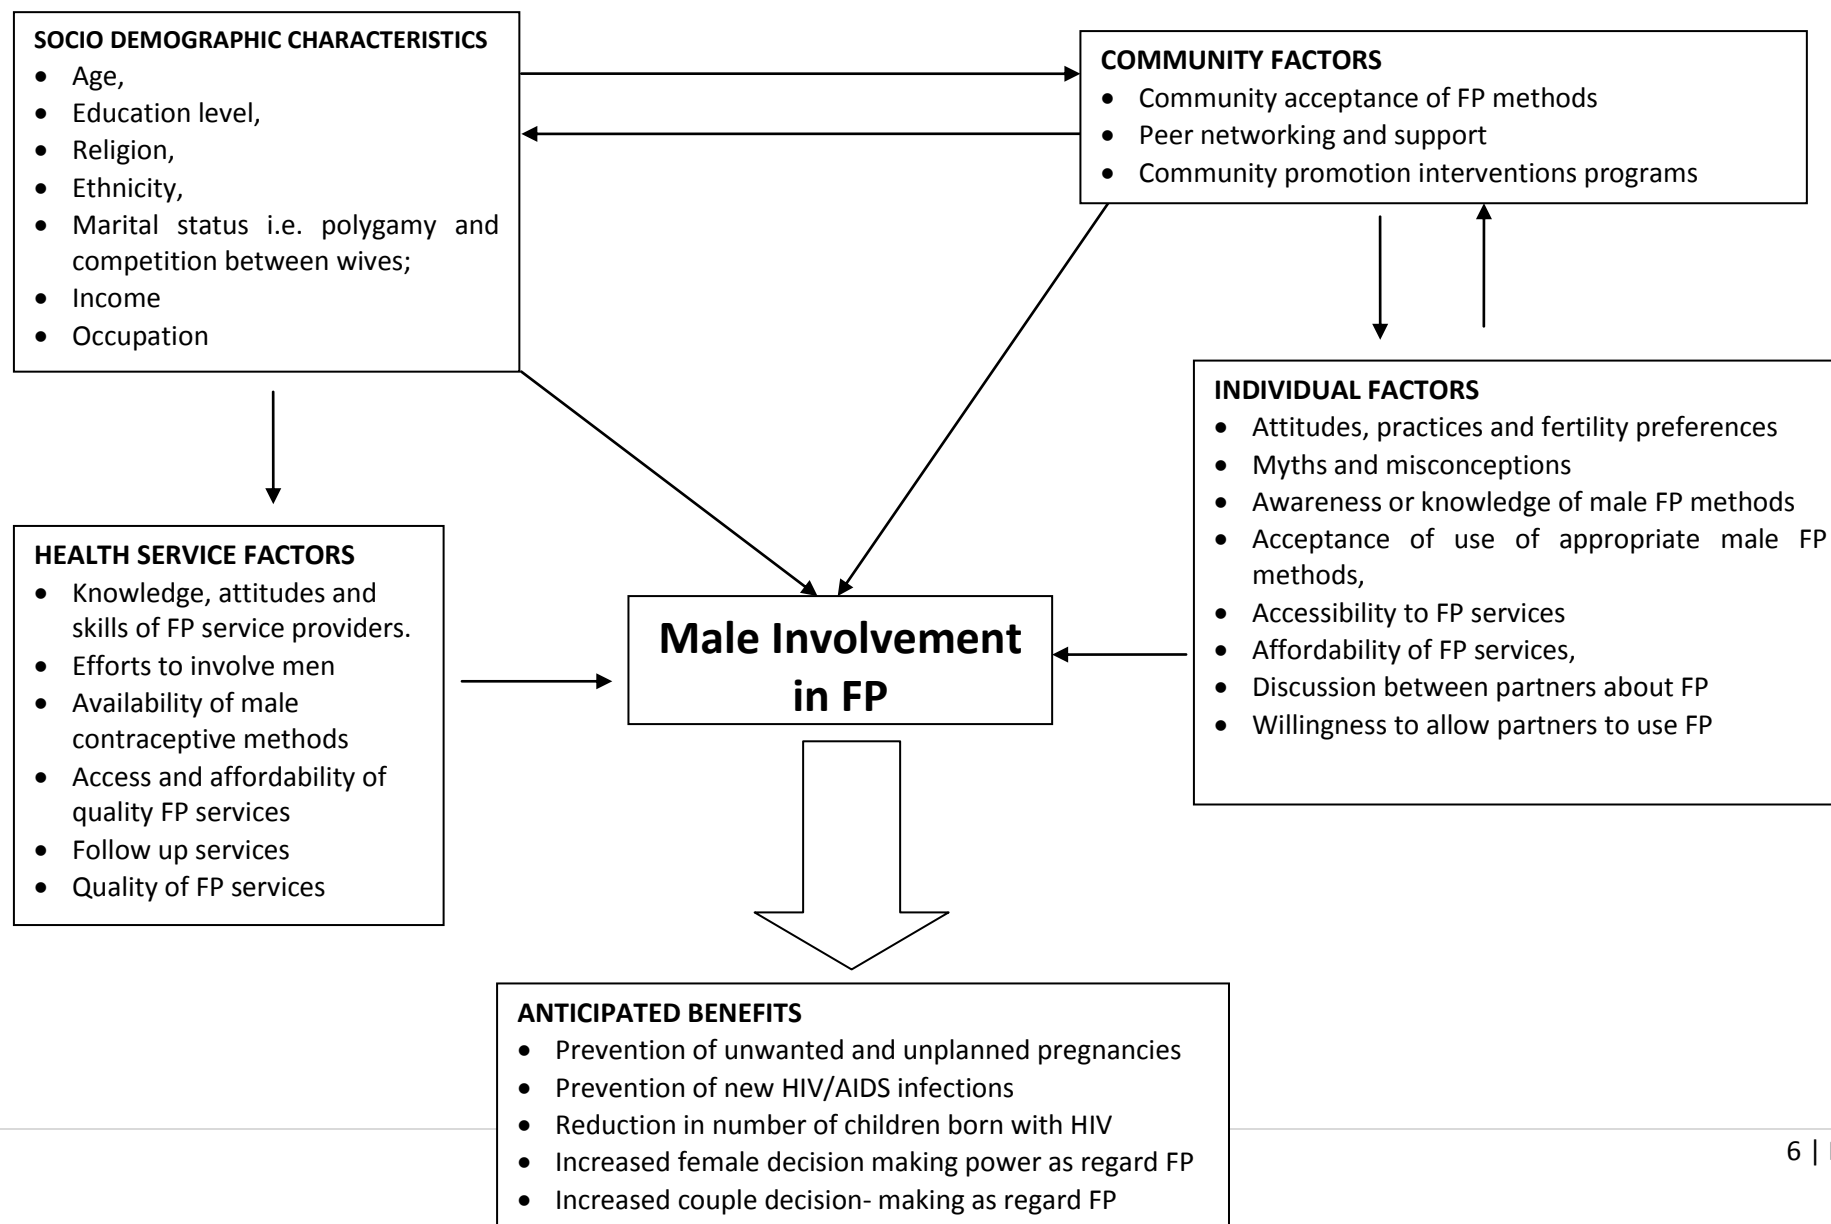 SOCIO DEMOGRAPHIC CHARACTERISTICS
• Age,
• Education level,
• Religion,
• Ethnicity,
• Marital status i.e. polygamy and
competition between wives;
• Income
• Occupation
COMMUNITY FACTORS
• Community acceptance of FP methods
• Peer networking and support
• Community promotion interventions programs
INDIVIDUAL FACTORS
• Attitudes, practices and fertility preferences
• Myths and misconceptions
• Awareness or knowledge of male FP methods
• Acceptance of use of appropriate male FP
methods,
• Accessibility to FP services
• Affordability of FP services,
• Discussion between partners about FP
• Willingness to allow partners to use FP
HEALTH SERVICE FACTORS
• Knowledge, attitudes and
skills of FP service providers.
• Efforts to involve men
• Availability of male
contraceptive methods
• Access and affordability of
quality FP services
• Follow up services
• Quality of FP services
Male Involvement
in FP
ANTICIPATED BENEFITS
• Prevention of unwanted and unplanned pregnancies
• Prevention of new HIV/AIDS infections
• Reduction in number of children born with HIV
• Increased female decision making power as regard FP
• Increased couple decision- making as regard FP
6 |